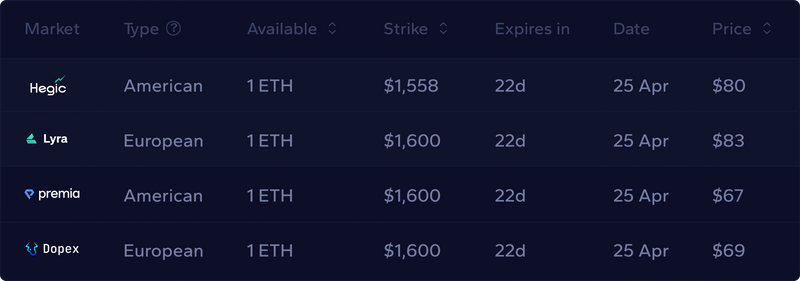 Market Type ? Available Strike Expires in Date Price
Hegic American 1 ETH $1,558 22d 25 Apr $80
Lyra European 1 ETH $1,600 22d 25 Apr $83
premia American 1 ETH $1,600 22d 25 Apr $67
Dopex European 1 ETH $1,600 22d 25 Apr $69